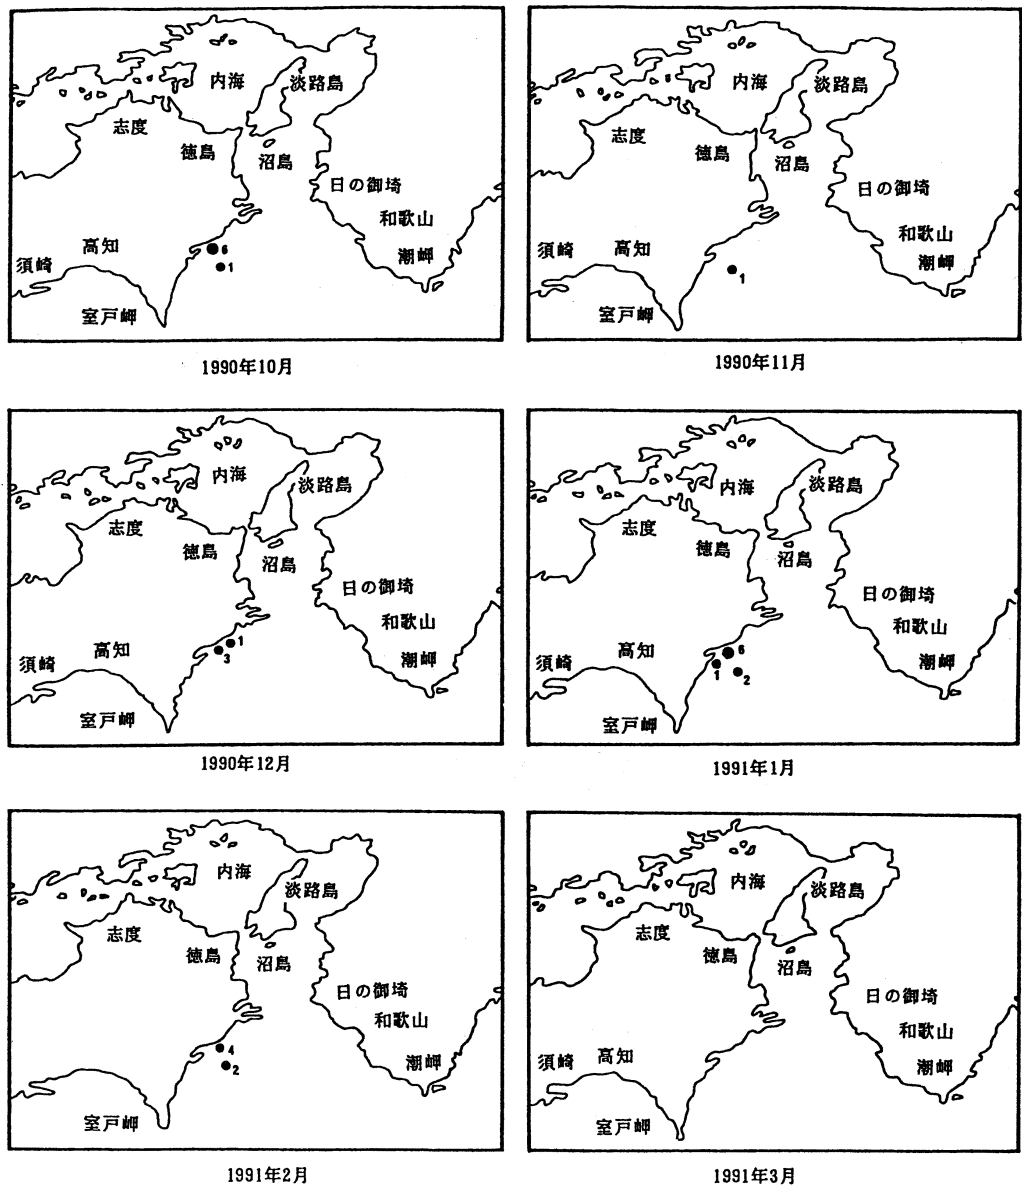 内海
淡路島
志度
徳島
沼島
日の御埼
和歌山
高知
6
潮岬
須崎
1
室戸岬
1990年10月
内海
淡路島
志度
徳島
沼島
日の御埼
和歌山
高知
須崎
潮岬
1
室戸岬
1990年11月
内海
淡路島
志度
徳島
沼島
日の御埼
和歌山
1
高知
3
潮岬
須崎
室戸岬
1990年12月
内海
淡路島
志度
徳島
沼島
日の御埼
和歌山
高知
6
潮岬
須崎
1
2
室戸岬
1991年1月
内海
淡路島
志度
徳島
沼島
日の御埼
和歌山
4
潮岬
2
室戸岬
1991年2月
内海
淡路島
志度
徳島
沼島
日の御埼
和歌山
須崎
高知
潮岬
室戸岬
1991年3月